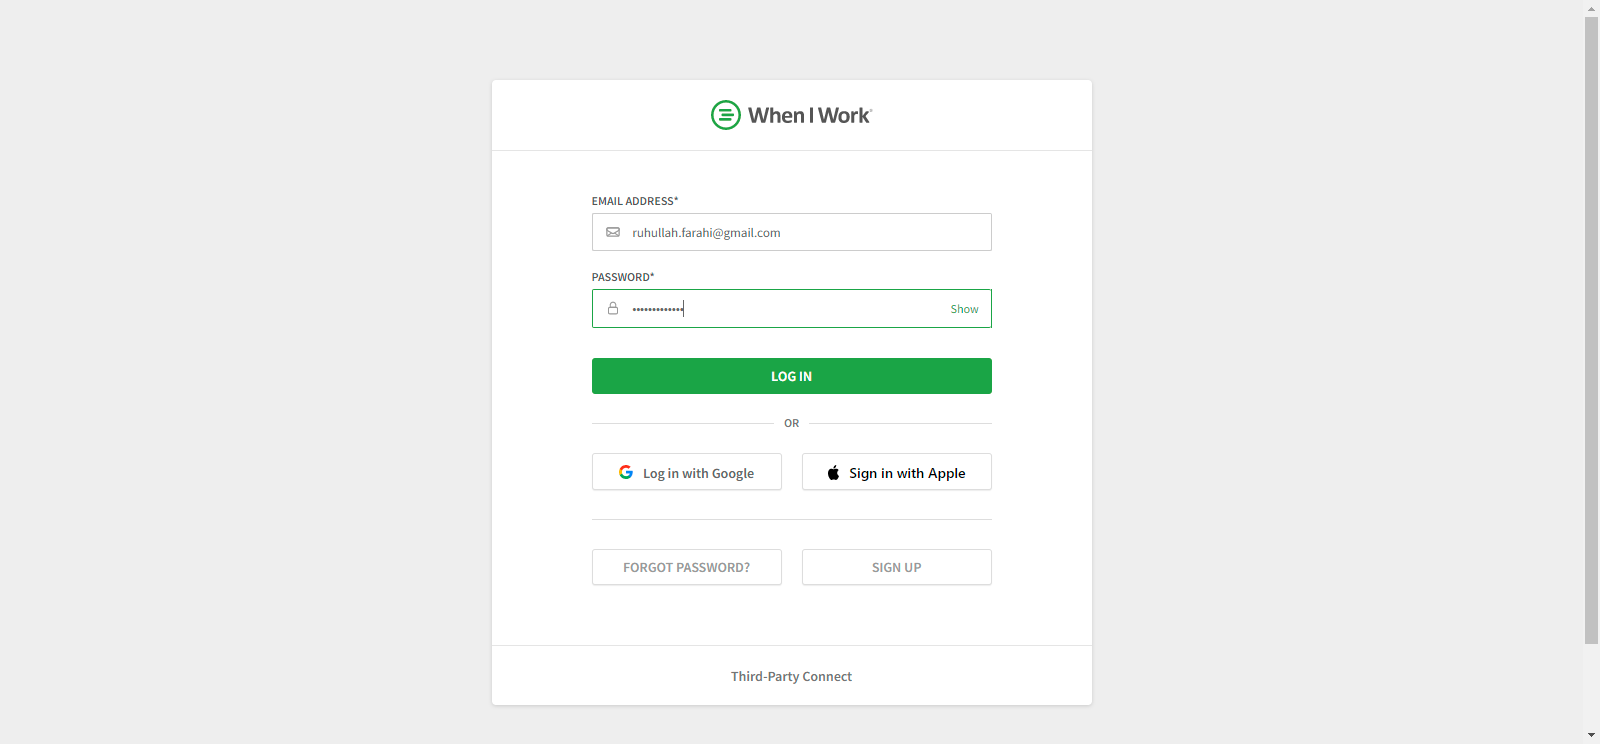 When I Work
EMAIL ADDRESS*
ruhullah.farahi@gmail.com
PASSWORD*
•••••••••••••
Show
LOG IN
OR
Log in with Google
Sign in with Apple
FORGOT PASSWORD?
SIGN UP
Third-Party Connect